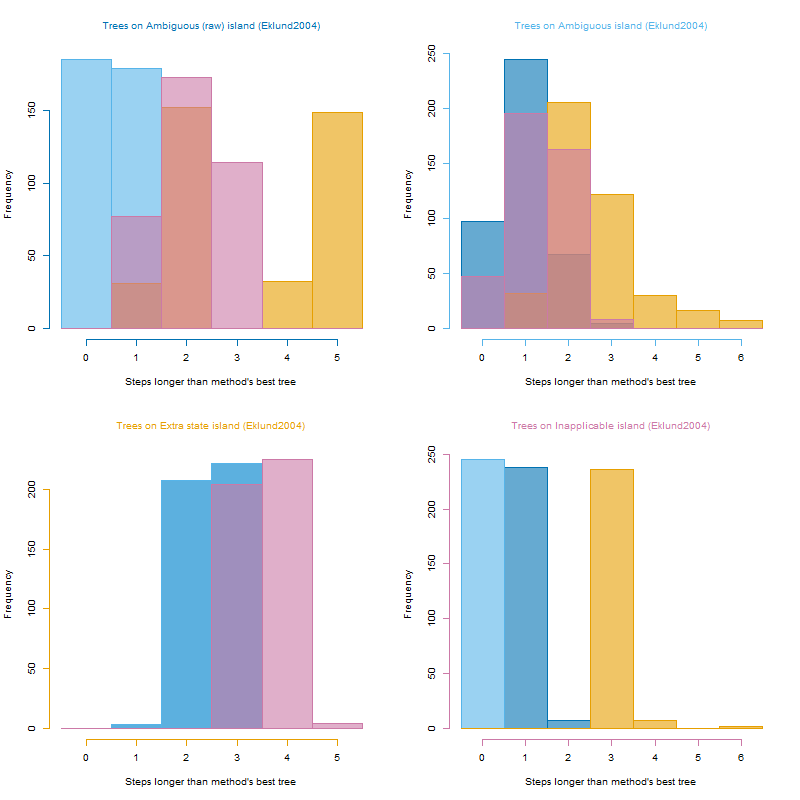 Trees on Ambiguous (raw) island (Eklund2004)
Frequency
0
50
100
150
0 1 2 3 4 5
Steps longer than method's best tree
Trees on Ambiguous island (Eklund2004)
Frequency
0
50
100
150
200
250
0 1 2 3 4 5 6
Steps longer than method's best tree
Trees on Extra state island (Eklund2004)
Frequency
0
50
100
150
200
0 1 2 3 4 5
Steps longer than method's best tree
Trees on Inapplicable island (Eklund2004)
Frequency
0
50
100
150
200
250
0 1 2 3 4 5 6
Steps longer than method's best tree